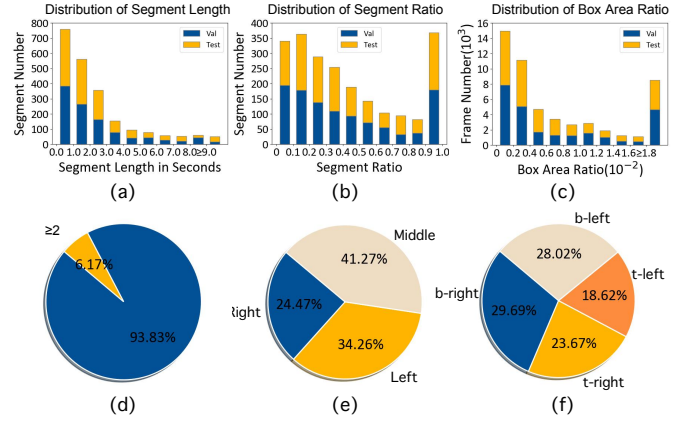 Distribution of Segment Length
Distribution of Segment Ratio
Distribution of Box Area Ratio
Segment Number
800
700
600
500
400
300
200
100
0
Val
Test
0.0 1.0 2.0 3.0 4.0 5.0 6.0 7.0 8.0≥9.0
Segment Length in Seconds
(a)
Segment Number
400
350
300
250
200
150
100
50
0
Val
Test
0 0.1 0.2 0.3 0.4 0.5 0.6 0.7 0.8 0.9 1.0
Segment Ratio
(b)
Frame Number(10³)
16
14
12
10
8
6
4
2
0
Val
Test
0 0.2 0.4 0.6 0.8 1.0 1.2 1.4 1.6≥1.8
Box Area Ratio(10⁻²)
(c)
≥2
6.17%
93.83%
(d)
Middle
41.27%
Right
24.47%
34.26%
Left
(e)
b-left
28.02%
t-left
18.62%
b-right
29.69%
23.67%
t-right
(f)